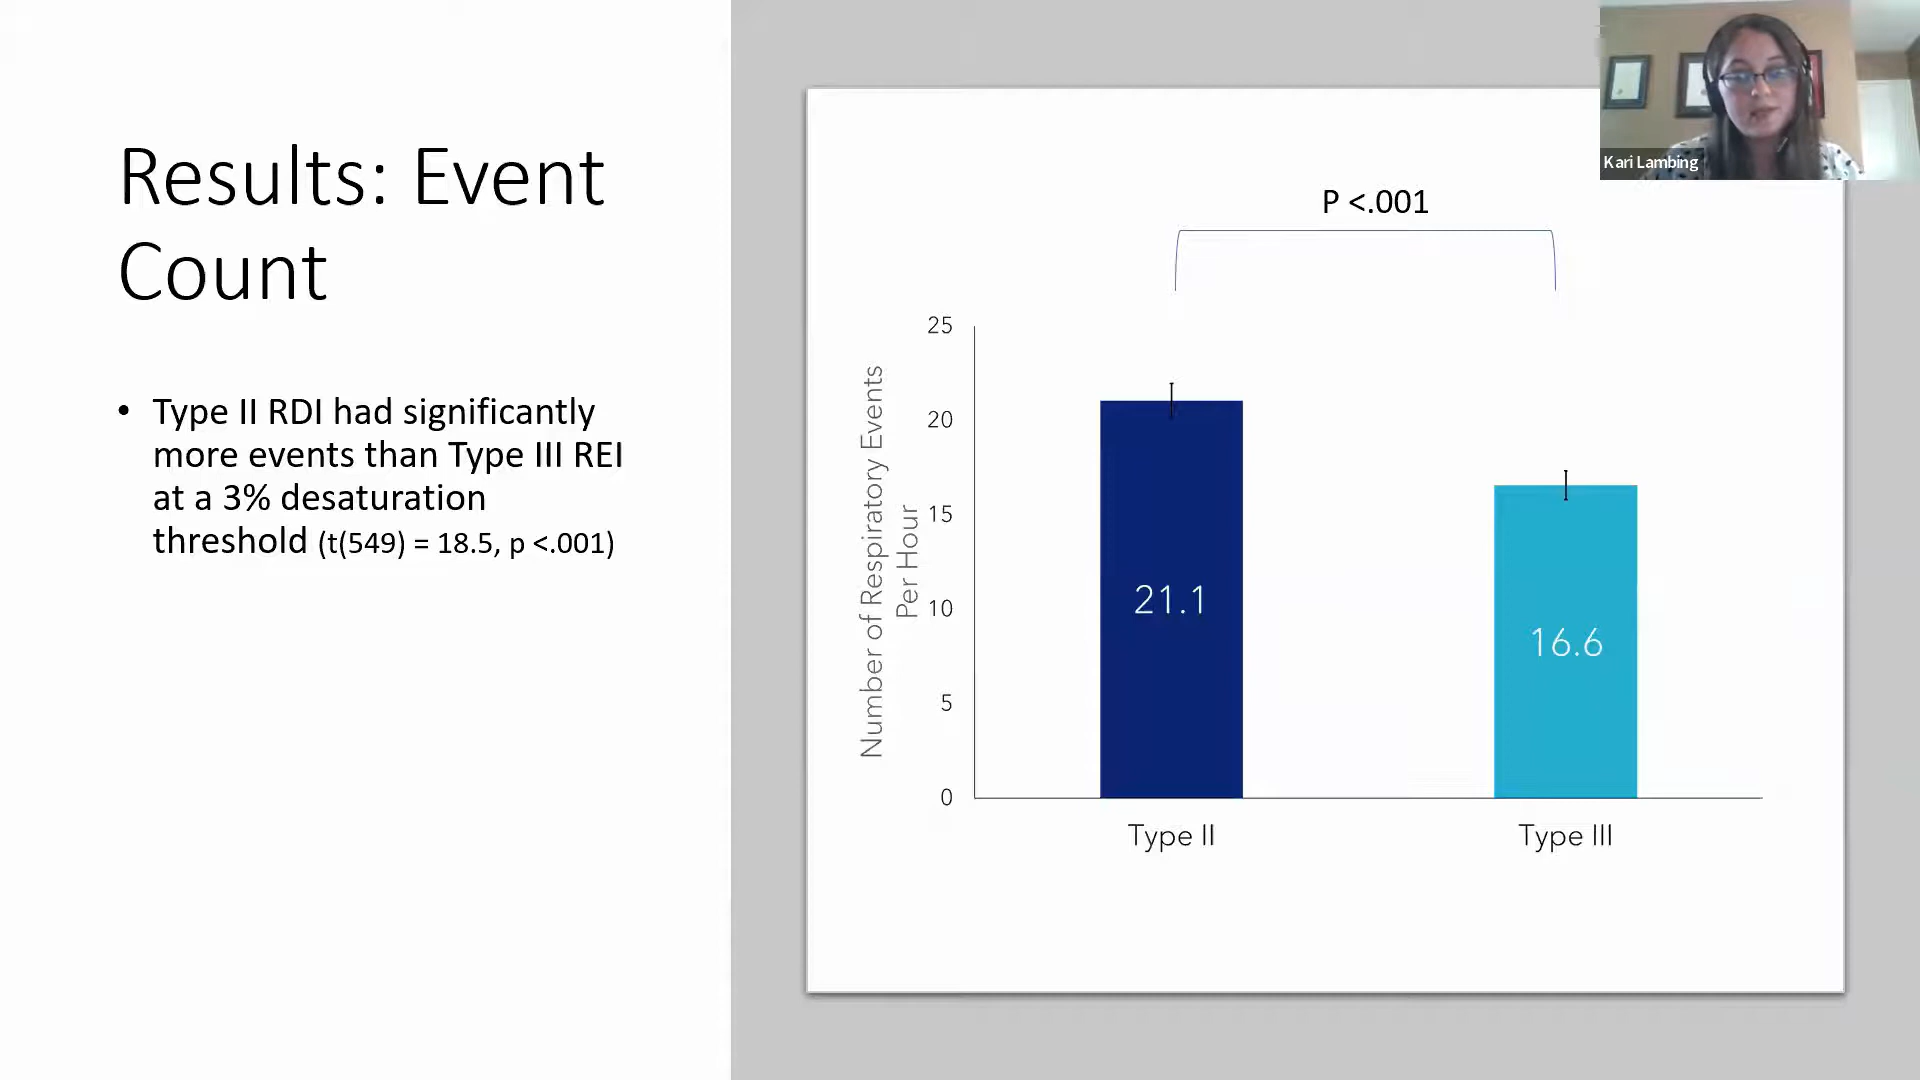 Results: Event
Count
• Type II RDI had significantly
more events than Type III REI
at a 3% desaturation
threshold (t(549) = 18.5, p <.001)
P <.001
Number of Respiratory Events
Per Hour
25
20
15
10
5
0
21.1
16.6
Type II
Type III
Kari Lambing